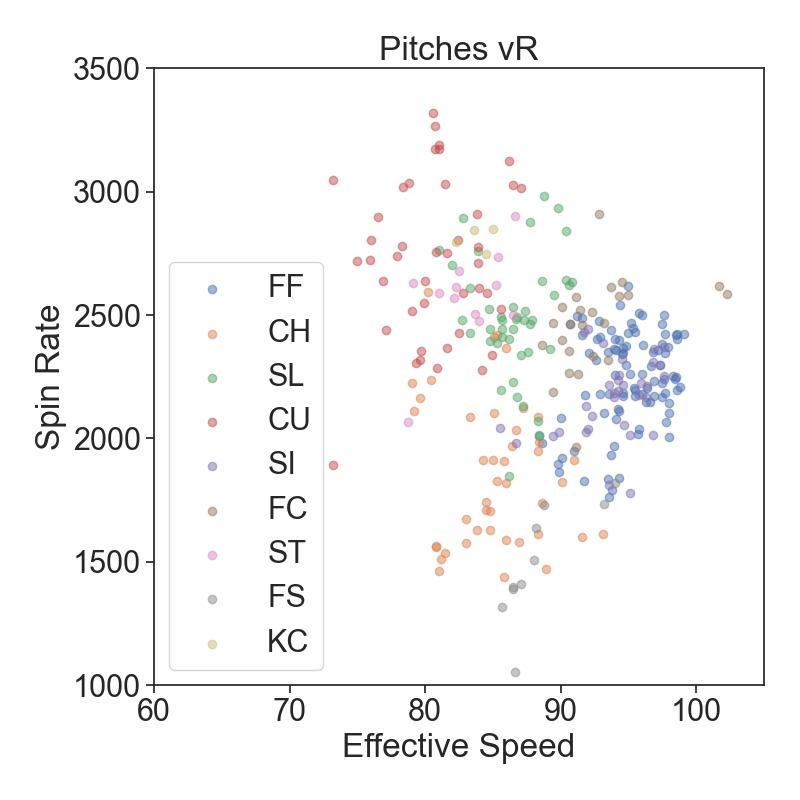 Pitches vR
3500
3000
2500
2000
1500
1000
Spin Rate
FF
CH
SL
CU
SI
FC
ST
FS
KC
60
70
80
90
100
Effective Speed